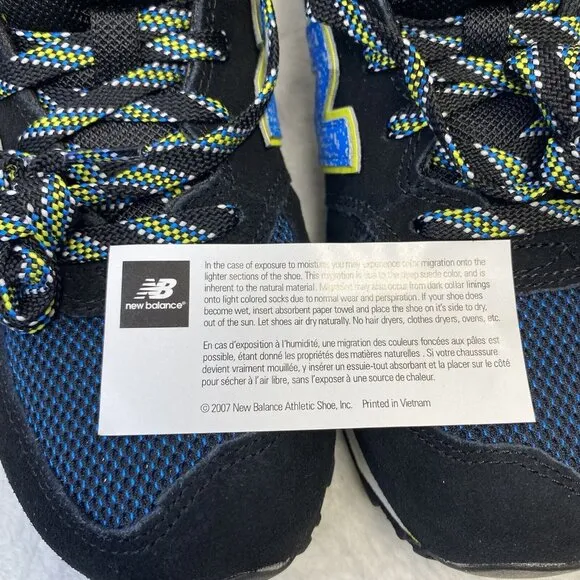 In the case of exposure to moisture, you may experience color migration onto the
lighter sections of the shoe. This migration is due to the deep suede color, and is
inherent to the natural material. Migration may also occur from dark collar linings
onto light colored socks due to normal wear and perspiration. If your shoe does
become wet, insert absorbent paper towel and place the shoe on it's side to dry,
out of the sun. Let shoes air dry naturally. No hair dryers, clothes dryers, ovens, etc.
NB
new balance®
En cas d'exposition à l'humidité, une migration des couleurs foncées aux pâles est
possible, étant donné les propriétés des matières naturelles . Si votre chausssure
devient vraiment mouillée, y insérer un essuie-tout absorbant et la placer sur le côté
pour sécher à l'air libre, sans l'exposer à une source de chaleur.
© 2007 New Balance Athletic Shoe, Inc. Printed in Vietnam